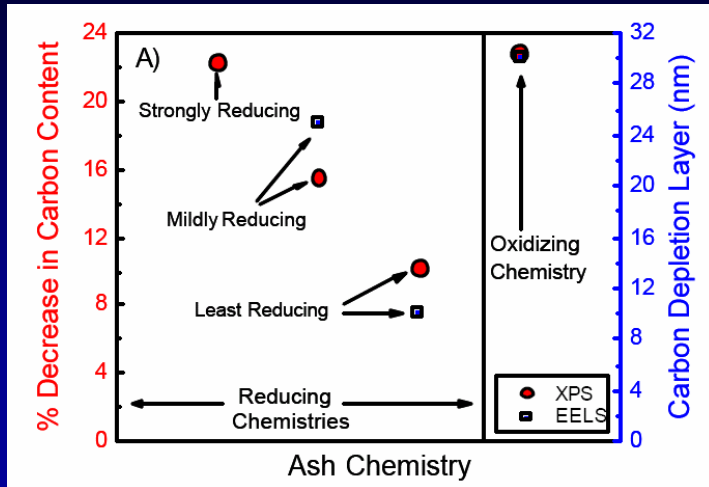 % Decrease in Carbon Content
24
22
16
12
8
4
0
A)
Strongly Reducing
Mildly Reducing
Least Reducing
Reducing
Chemistries
Oxidizing
Chemistry
XPS
EELS
32
28
24
20
16
12
8
4
0
Carbon Depletion Layer (nm)
Ash Chemistry